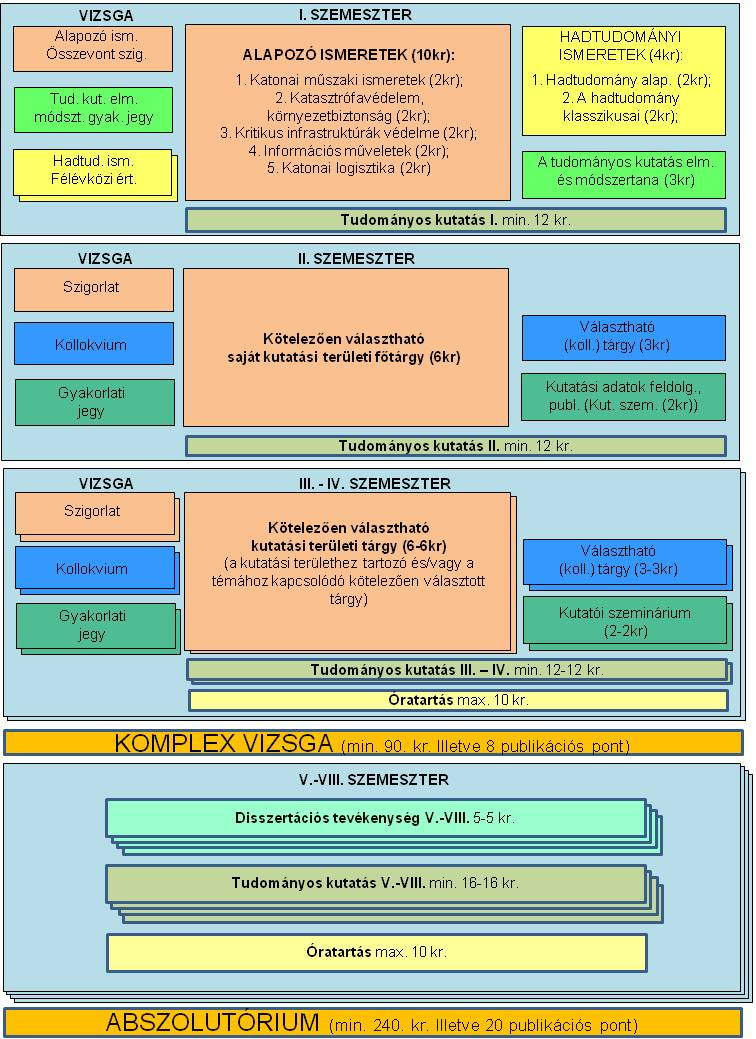 VIZSGA
I. SZEMESZTER
Alapozó ism.
Összevont szig.
Tud. kut. elm.
módszt. gyak. jegy
Hadtud. ism.
Félévközi ért.
ALAPOZÓ ISMERETEK (10kr):
1. Katonai műszaki ismeretek (2kr);
2. Katasztrófavédelem,
környezetbiztonság (2kr);
3. Kritikus infrastruktúrák védelme (2kr);
4. Információs műveletek (2kr);
5. Katonai logisztika (2kr)
HADTUDOMÁNYI
ISMERETEK (4kr):
1. Hadtudomány alap. (2kr);
2. A hadtudomány
klasszikusai (2kr);
A tudományos kutatás elm.
és módszertana (3kr)
Tudományos kutatás I. min. 12 kr.
VIZSGA
II. SZEMESZTER
Szigorlat
Kollokvium
Gyakorlati
jegy
Kötelezően választható
saját kutatási területi főtárgy (6kr)
Választható
(koll.) tárgy (3kr)
Kutatási adatok feldolg.,
publ. (Kut. szem. (2kr))
Tudományos kutatás II. min. 12 kr.
VIZSGA
III. - IV. SZEMESZTER
Szigorlat
Kollokvium
Gyakorlati
jegy
Kötelezően választható
kutatási területi tárgy (6-6kr)
(a kutatási területhez tartozó és/vagy a
témához kapcsolódó kötelezően választott
tárgy)
Választható
(koll.) tárgy (3-3kr)
Kutatói szeminárium
(2-2kr)
Tudományos kutatás III. – IV. min. 12-12 kr.
Óratartás max. 10 kr.
KOMPLEX VIZSGA (min. 90. kr. Illetve 8 publikációs pont)
V.-VIII. SZEMESZTER
Disszertációs tevékenység V.-VIII. 5-5 kr.
Tudományos kutatás V.-VIII. min. 16-16 kr.
Óratartás max. 10 kr.
ABSZOLUTÓRIUM (min. 240. kr. Illetve 20 publikációs pont)